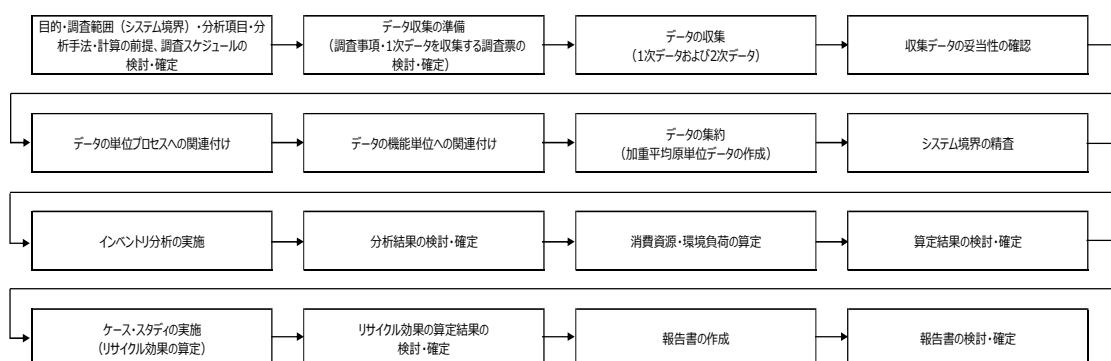 目的・調査範囲（システム境界）・分析項目・分
析手法・計算の前提、調査スケジュールの
検討・確定
データ収集の準備
（調査事項・1次データを収集する調査票の
検討・確定）
データの収集
（1次データおよび2次データ）
収集データの妥当性の確認
データの単位プロセスへの関連付け
データの機能単位への関連付け
データの集約
（加重平均原単位データの作成）
システム境界の精査
インベントリ分析の実施
分析結果の検討・確定
消費資源・環境負荷の算定
算定結果の検討・確定
ケース・スタディの実施
（リサイクル効果の算定）
リサイクル効果の算定結果の
検討・確定
報告書の作成
報告書の検討・確定